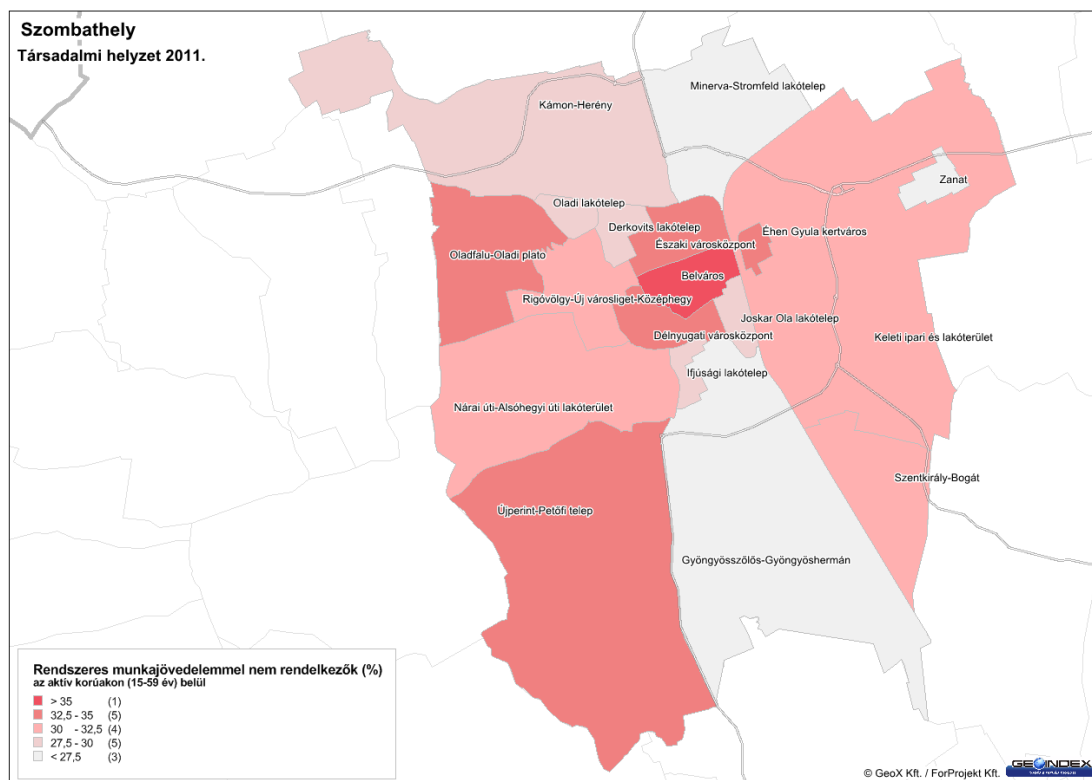 Szombathely
Társadalmi helyzet 2011.
Minerva-Stromfeld lakótelep
Kámon-Herény
Zanat
Oladi lakótelep
Derkovits lakótelep
Éhen Gyula kertváros
Északi városközpont
Oladfalu-Oladi plató
Belváros
Rigóvölgy-Új városliget-Középhegy
Joskar Ola lakótelep
Délnyugati városközpont
Keleti ipari és lakóterület
Ifjúsági lakótelep
Nárai úti-Alsóhegyi úti lakóterület
Szentkirály-Bogát
Újperint-Petőfi telep
Gyöngyösszőlős-Gyöngyöshermán
Rendszeres munkajövedelemmel nem rendelkezők (%)
az aktív korúakon (15-59 év) belül
> 35 (1)
32,5 - 35 (5)
30 - 32,5 (4)
27,5 - 30 (5)
< 27,5 (3)
© GeoX Kft. / ForProjekt Kft.
GEOINDEX